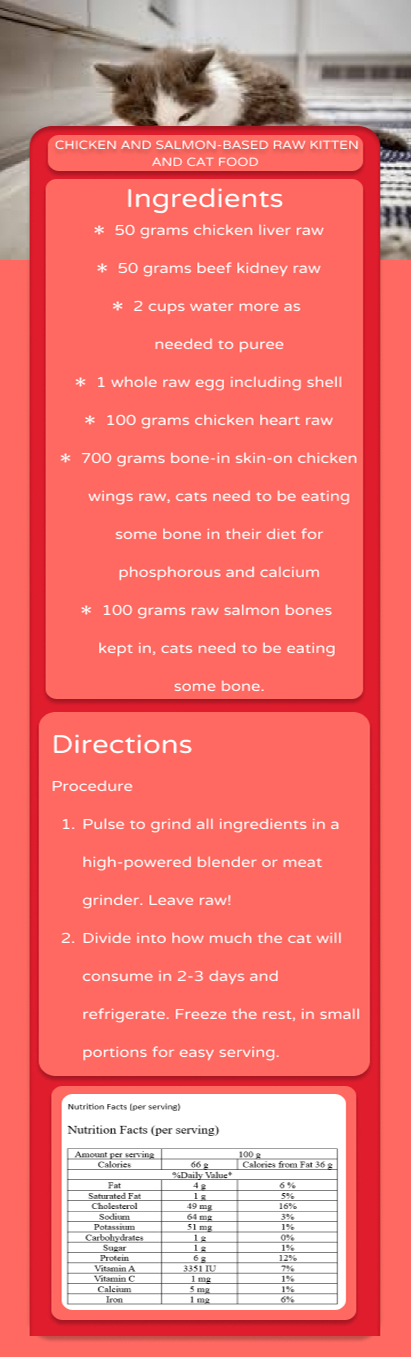 CHICKEN AND SALMON-BASED RAW KITTEN
AND CAT FOOD
Ingredients
* 50 grams chicken liver raw
* 50 grams beef kidney raw
* 2 cups water more as
needed to puree
* 1 whole raw egg including shell
* 100 grams chicken heart raw
* 700 grams bone-in skin-on chicken
wings raw, cats need to be eating
some bone in their diet for
phosphorous and calcium
* 100 grams raw salmon bones
kept in, cats need to be eating
some bone.
Directions
Procedure
1. Pulse to grind all ingredients in a
high-powered blender or meat
grinder. Leave raw!
2. Divide into how much the cat will
consume in 2-3 days and
refrigerate. Freeze the rest, in small
portions for easy serving.
Nutrition Facts (per serving)
Nutrition Facts (per serving)
Amount per serving 100 g
Calories 66 g Calories from Fat 36 g
%Daily Value*
Fat 4 g 6 %
Saturated Fat 1 g 5%
Cholesterol 49 mg 16%
Sodium 64 mg 3%
Potassium 51 mg 1%
Carbohydrates 1 g 0%
Sugar 1 g 1%
Protein 6 g 12%
Vitamin A 3351 IU 7%
Vitamin C 1 mg 1%
Calcium 5 mg 1%
Iron 1 mg 6%